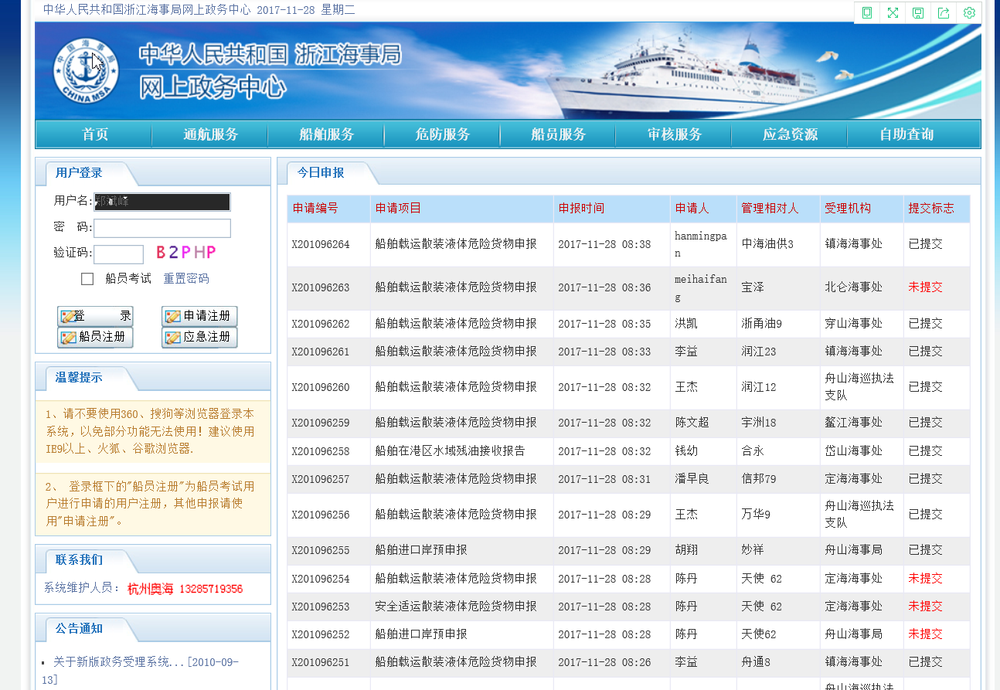 中华人民共和国浙江海事局网上政务中心 2017-11-28 星期二
中国海事局
CHINA MSA
中华人民共和国 浙江海事局
网上政务中心
首页 通航服务 船舶服务 危防服务 船员服务 审核服务 应急资源 自助查询
用户登录
用户名:
密 码:
验证码: B2PHP
船员考试 重置密码
登 录 申请注册
船员注册 应急注册
温馨提示
1、请不要使用360、搜狗等浏览器登录本
系统，以免部分功能无法使用！建议使用
IE9以上、火狐、谷歌浏览器.
2、 登录框下的"船员注册"为船员考试用
户进行申请的用户注册，其他申报请使
用"申请注册"。
联系我们
系统维护人员： 杭州奥海 13285719356
公告通知
关于新版政务受理系统...[2010-09-
13]
今日申报
申请编号 申请项目 申报时间 申请人 管理相对人 受理机构 提交标志
X201096264 船舶载运散装液体危险货物申报 2017-11-28 08:38 hanmingpa
n 中海油供3 镇海海事处 已提交
X201096263 船舶载运散装液体危险货物申报 2017-11-28 08:36 meihaifan
g 宝泽 北仑海事处 未提交
X201096262 船舶载运散装液体危险货物申报 2017-11-28 08:35 洪凯 浙甬油9 穿山海事处 已提交
X201096261 船舶载运散装液体危险货物申报 2017-11-28 08:33 李益 润江23 镇海海事处 已提交
X201096260 船舶载运散装液体危险货物申报 2017-11-28 08:32 王杰 润江12 舟山海巡执法
支队 已提交
X201096259 船舶载运散装液体危险货物申报 2017-11-28 08:32 陈文超 宇洲18 鳌江海事处 已提交
X201096258 船舶在港区水域残油接收报告 2017-11-28 08:32 钱幼 合永 岱山海事处 已提交
X201096257 船舶载运散装液体危险货物申报 2017-11-28 08:31 潘早良 信邦79 定海海事处 已提交
X201096256 船舶载运散装液体危险货物申报 2017-11-28 08:29 王杰 万华9 舟山海巡执法
支队 已提交
X201096255 船舶进口岸预申报 2017-11-28 08:29 胡翔 妙祥 舟山海事局 已提交
X201096254 船舶载运散装液体危险货物申报 2017-11-28 08:28 陈丹 天使 62 定海海事处 未提交
X201096253 安全适运散装液体危险货物申报 2017-11-28 08:28 陈丹 天使 62 定海海事处 未提交
X201096252 船舶进口岸预申报 2017-11-28 08:28 陈丹 天使62 舟山海事局 未提交
X201096251 船舶载运散装液体危险货物申报 2017-11-28 08:26 李益 舟通8 镇海海事处 已提交
舟山海巡执法